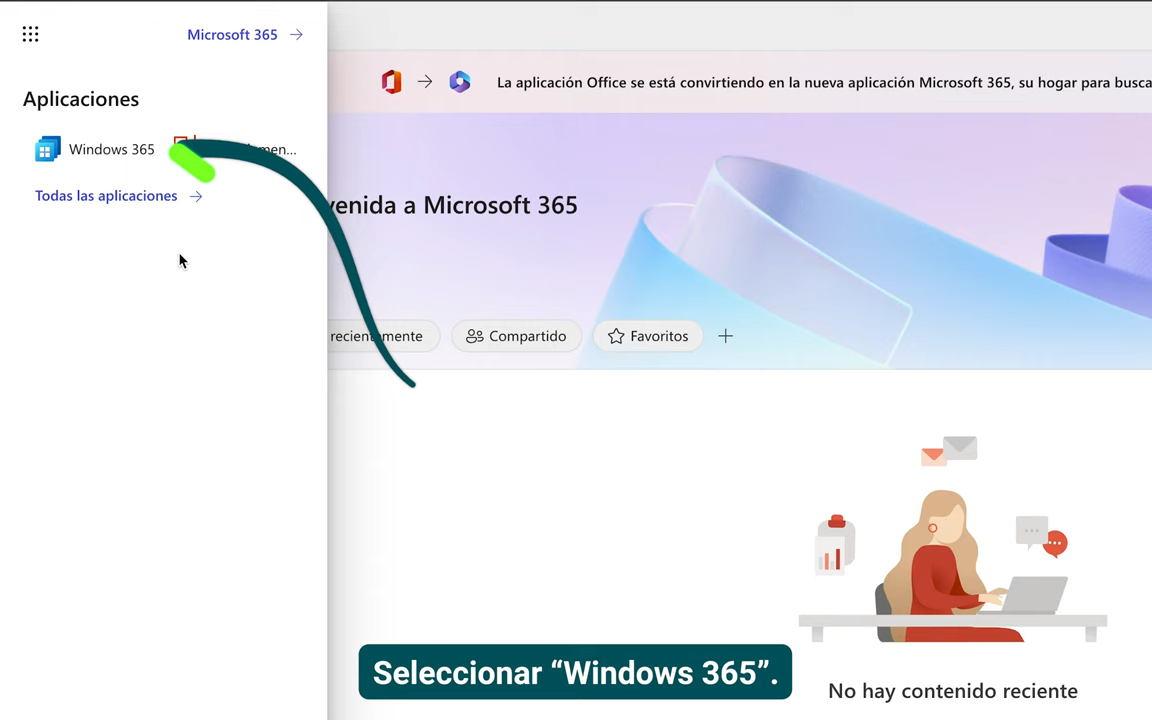 Microsoft 365
La aplicación Office se está convirtiendo en la nueva aplicación Microsoft 365, su hogar para busca
Aplicaciones
Windows 365
Todas las aplicaciones
venida a Microsoft 365
recientemente
Compartido
Favoritos
Seleccionar “Windows 365”.
No hay contenido reciente